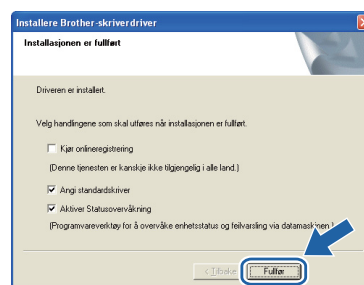 Installere Brother-skriverdriver
Installasjonen er fullført
Driveren er installert.
Velg handlingene som skal utføres når installasjonen er fullført.
Kjør onlineregistrering
(Denne tjenesten er kanskje ikke tilgjengelig i alle land.)
Angi standardskriver
Aktiver Statusovervåkning
(Programvareverktøy for å overvåke enhetsstatus og feilvarsling via datamaskinen.)
< Tilbake Fullfør